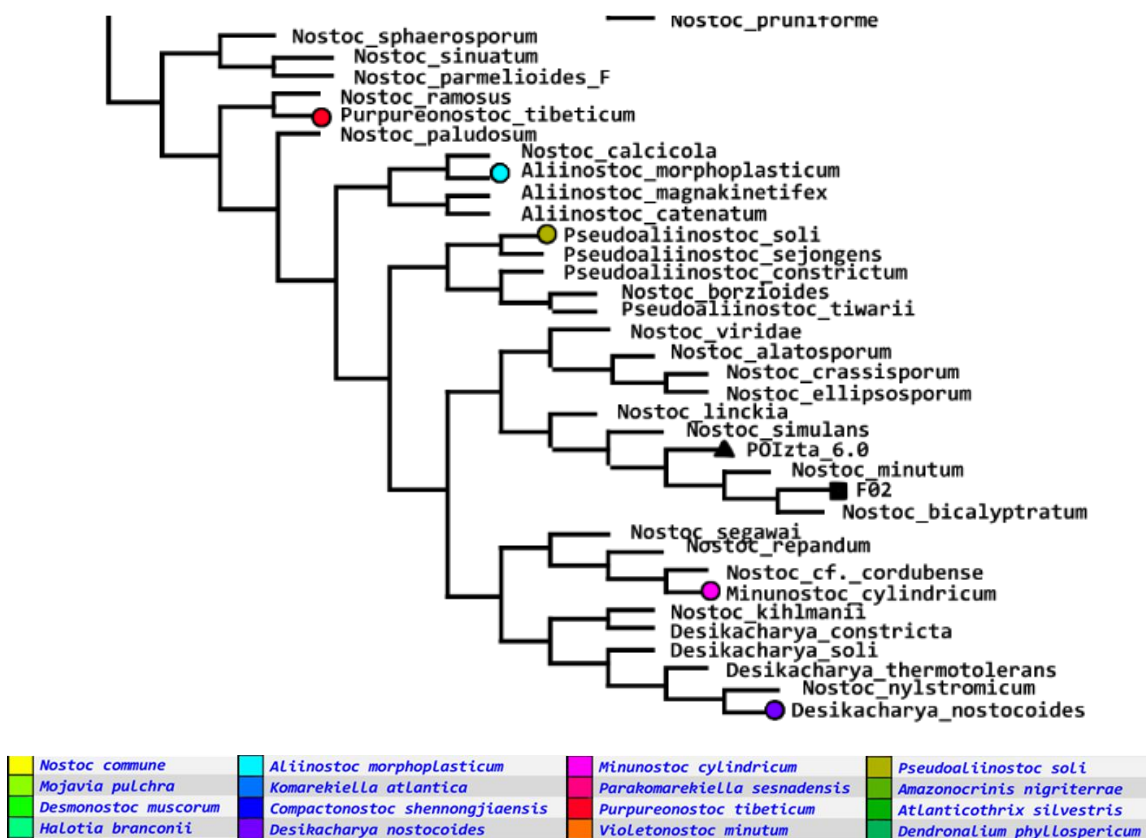 Nostoc_pruniforme
Nostoc_sphaerosporum
Nostoc_sinuatum
Nostoc_parmelioides_F
Nostoc_ramosus
Purpureonostoc_tibeticum
Nostoc_paludosum
Nostoc_calcicola
Aliinostoc_morphoplasticum
Aliinostoc_magnakinetifex
Aliinostoc_catenatum
Pseudoaliinostoc_soli
Pseudoaliinostoc_sejongens
Pseudoaliinostoc_constrictum
Nostoc_borzioides
Pseudoaliinostoc_tiwarii
Nostoc_viridae
Nostoc_alatosporum
Nostoc_crassisporum
Nostoc_ellipsosporum
Nostoc_linckia
Nostoc_simulans
POIzta_6.0
Nostoc_minutum
F02
Nostoc_bicalyptratum
Nostoc_segawai
Nostoc_repandum
Nostoc_cf._cordubense
Minunostoc_cylindricum
Nostoc_kihlmanii
Desikacharya_constricta
Desikacharya_soli
Desikacharya_thermotolerans
Nostoc_nylstromicum
Desikacharya_nostocoides
Nostoc commune Aliinostoc morphoplasticum Minunostoc cylindricum Pseudoaliinostoc soli
Mojavia pulchra Komarekiella atlantica Parakomarekiella sesnadensis Amazonocrinis nigriterrae
Desmonostoc muscorum Compactonostoc shennongjiaensis Purpureonostoc tibeticum Atlanticothrix silvestris
Halotia branconii Desikacharya nostocoides Violetonostoc minutum Dendronalium phyllospericum